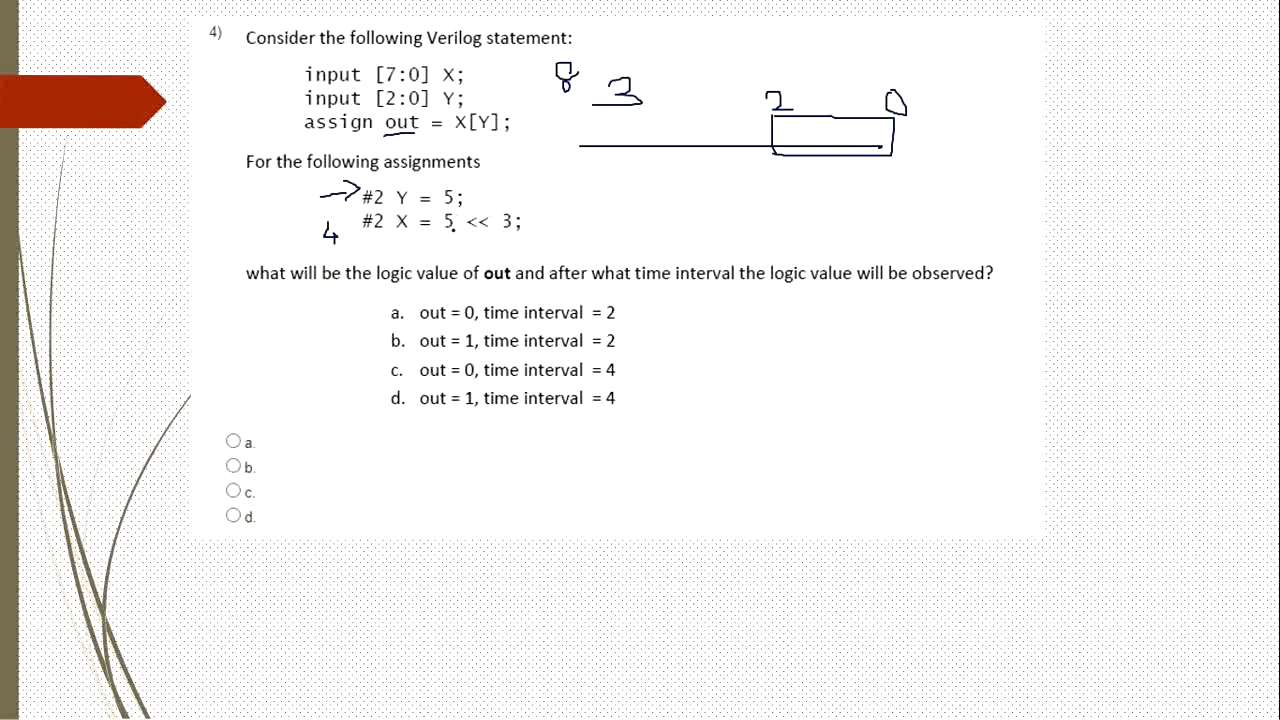 4) Consider the following Verilog statement:
input [7:0] X;
input [2:0] Y;
assign out = X[Y];
8 3
2 0
For the following assignments
#2 Y = 5;
4 #2 X = 5 << 3;
what will be the logic value of out and after what time interval the logic value will be observed?
a. out = 0, time interval = 2
b. out = 1, time interval = 2
c. out = 0, time interval = 4
d. out = 1, time interval = 4
a.
b.
c.
d.